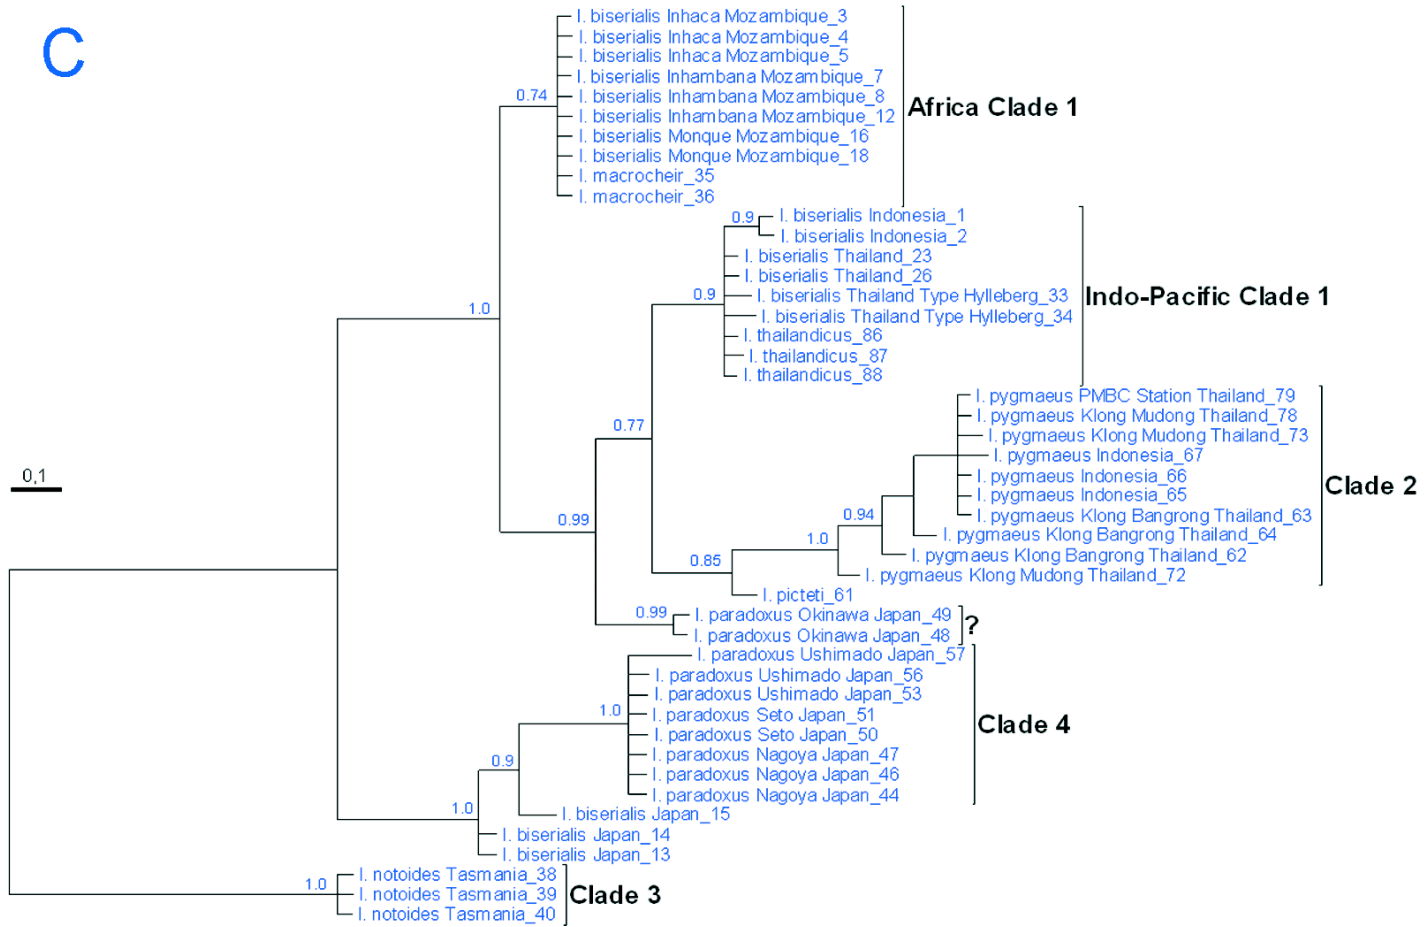 C
I. biserialis Inhaca Mozambique_3
I. biserialis Inhaca Mozambique_4
I. biserialis Inhaca Mozambique_5
I. biserialis Inhambana Mozambique_7
0.74
I. biserialis Inhambana Mozambique_8
Africa Clade 1
I. biserialis Inhambana Mozambique_12
I. biserialis Monque Mozambique_16
I. biserialis Monque Mozambique_18
I. macrocheir_35
I. macrocheir_36
0.9
I. biserialis Indonesia_1
I. biserialis Indonesia_2
I. biserialis Thailand_23
I. biserialis Thailand_26
0.9
I. biserialis Thailand Type Hylleberg_33
Indo-Pacific Clade 1
1.0
I. biserialis Thailand Type Hylleberg_34
I. thailandicus_86
I. thailandicus_87
I. thailandicus_88
I. pygmaeus PMBC Station Thailand_79
I. pygmaeus Klong Mudong Thailand_78
0.77
I. pygmaeus Klong Mudong Thailand_73
I. pygmaeus Indonesia_67
0,1
I. pygmaeus Indonesia_66
Clade 2
I. pygmaeus Indonesia_65
0.99
0.94
I. pygmaeus Klong Bangrong Thailand_63
1.0
I. pygmaeus Klong Bangrong Thailand_64
0.85
I. pygmaeus Klong Bangrong Thailand_62
I. pygmaeus Klong Mudong Thailand_72
I. picteti_61
0.99
I. paradoxus Okinawa Japan_49
?
I. paradoxus Okinawa Japan_48
I. paradoxus Ushimado Japan_57
I. paradoxus Ushimado Japan_56
I. paradoxus Ushimado Japan_53
1.0
I. paradoxus Seto Japan_51
Clade 4
I. paradoxus Seto Japan_50
0.9
I. paradoxus Nagoya Japan_47
I. paradoxus Nagoya Japan_46
I. paradoxus Nagoya Japan_44
1.0
I. biserialis Japan_15
I. biserialis Japan_14
I. biserialis Japan_13
1.0
I. notoides Tasmania_38
I. notoides Tasmania_39
Clade 3
I. notoides Tasmania_40